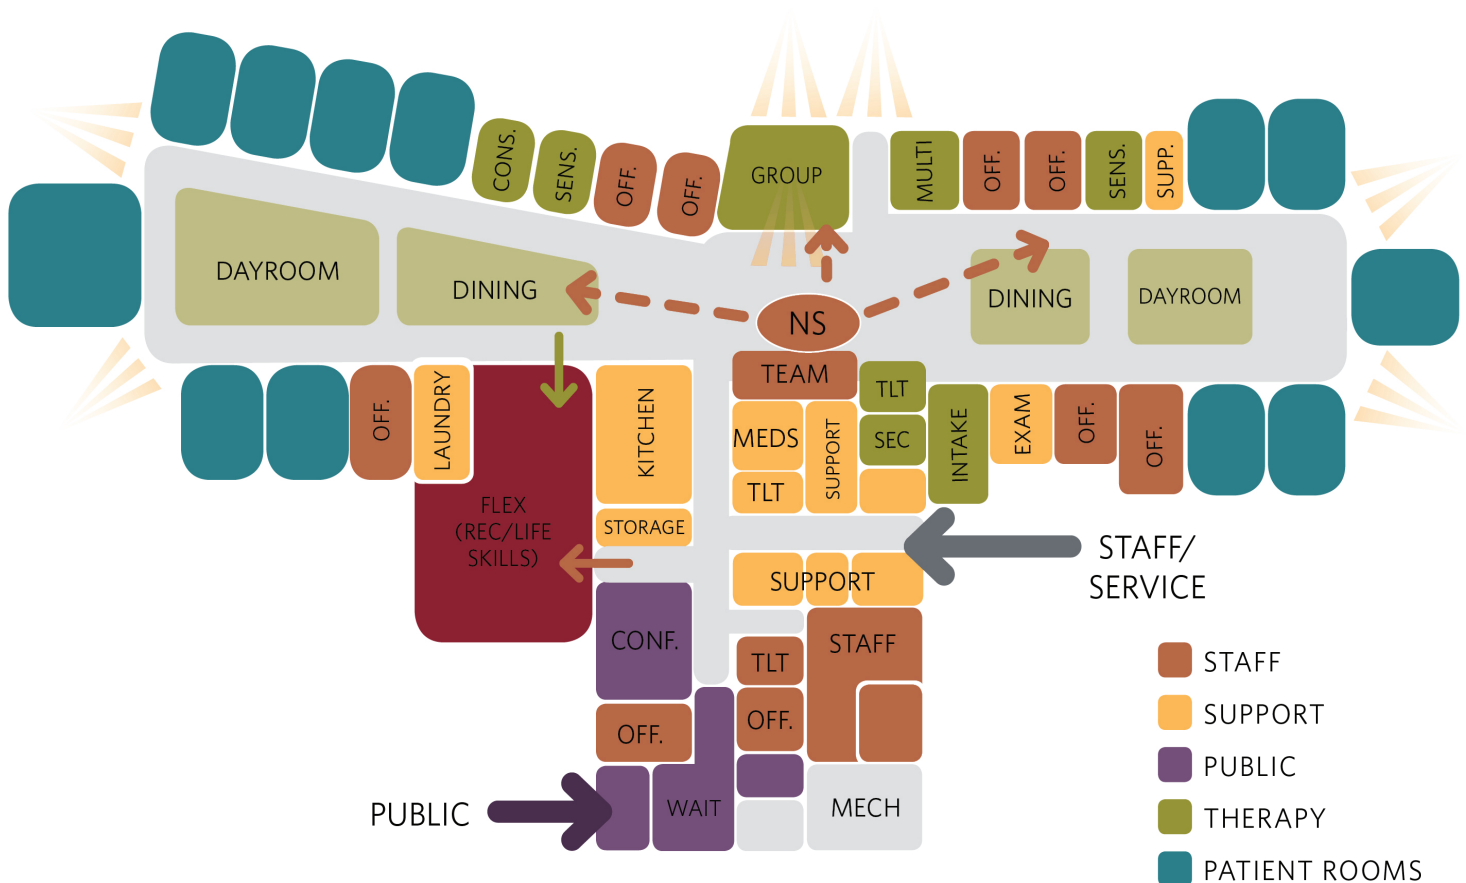 CONS.
SENS.
OFF.
OFF.
GROUP
MULTI
OFF.
OFF.
SENS.
SUPP.
DAYROOM
DINING
NS
DINING
DAYROOM
OFF.
LAUNDRY
KITCHEN
TEAM
TLT
MEDS
SUPPORT
SEC
INTAKE
EXAM
OFF.
OFF.
TLT
FLEX
(REC/LIFE
SKILLS)
STORAGE
STAFF/
SERVICE
SUPPORT
CONF.
TLT
STAFF
OFF.
OFF.
PUBLIC
WAIT
MECH
STAFF
SUPPORT
PUBLIC
THERAPY
PATIENT ROOMS